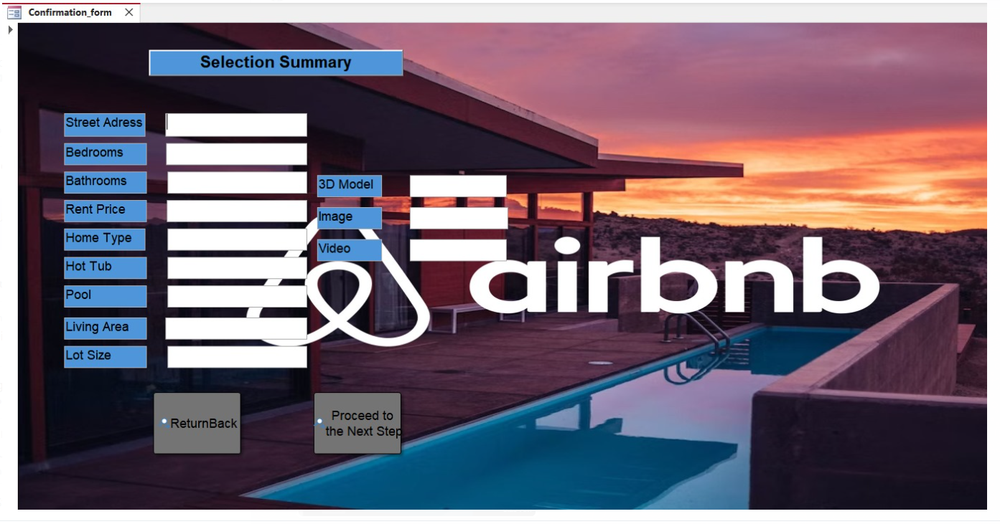 Confirmation_form
Selection Summary
Street Adress
Bedrooms
Bathrooms
Rent Price
Home Type
Hot Tub
Pool
Living Area
Lot Size
3D Model
Image
Video
airbnb
ReturnBack
Proceed to
the Next Step